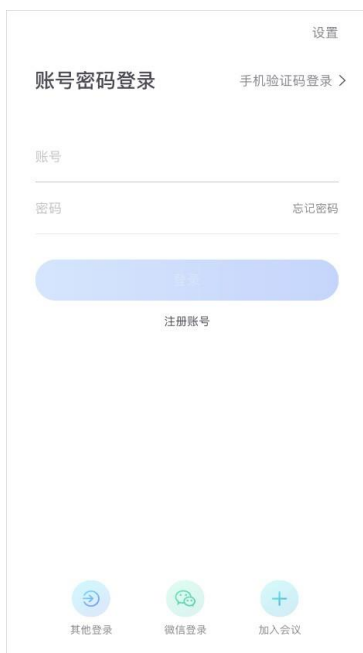 设置
账号密码登录
手机验证码登录 >
账号
密码
忘记密码
登录
注册账号
其他登录
微信登录
加入会议